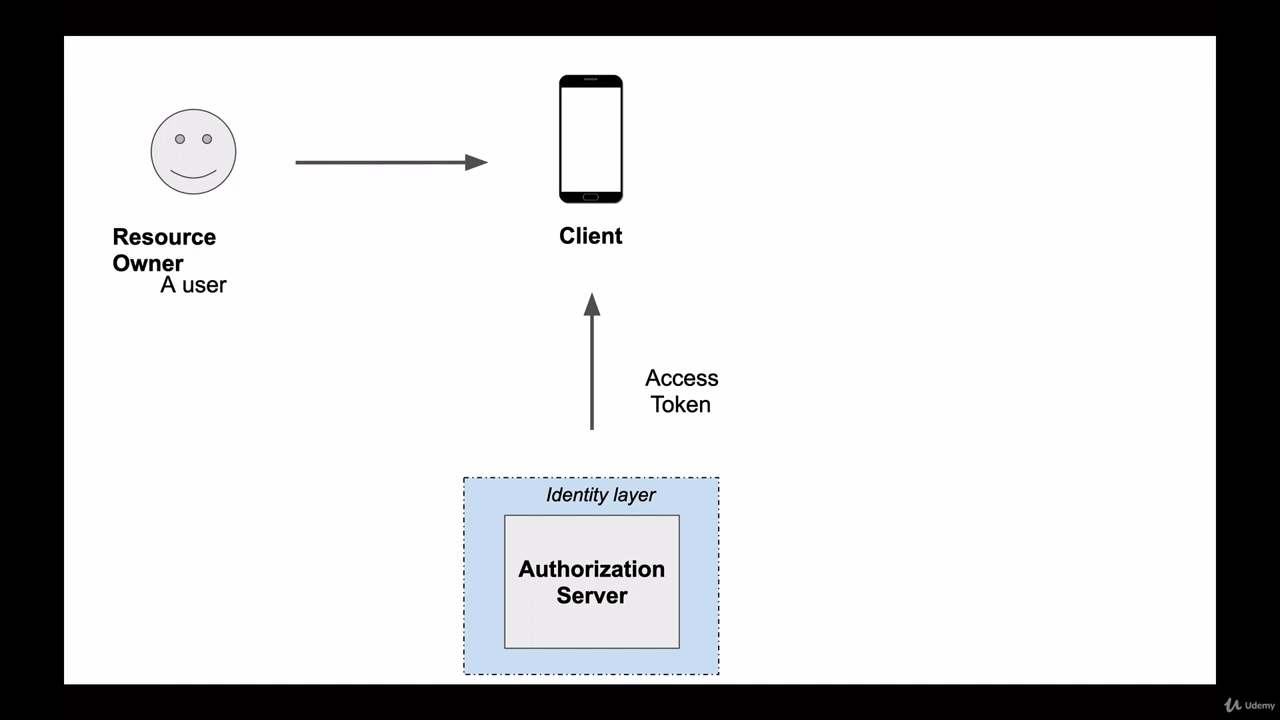 Resource
Owner
A user
Client
Access
Token
Identity layer
Authorization
Server
Udemy